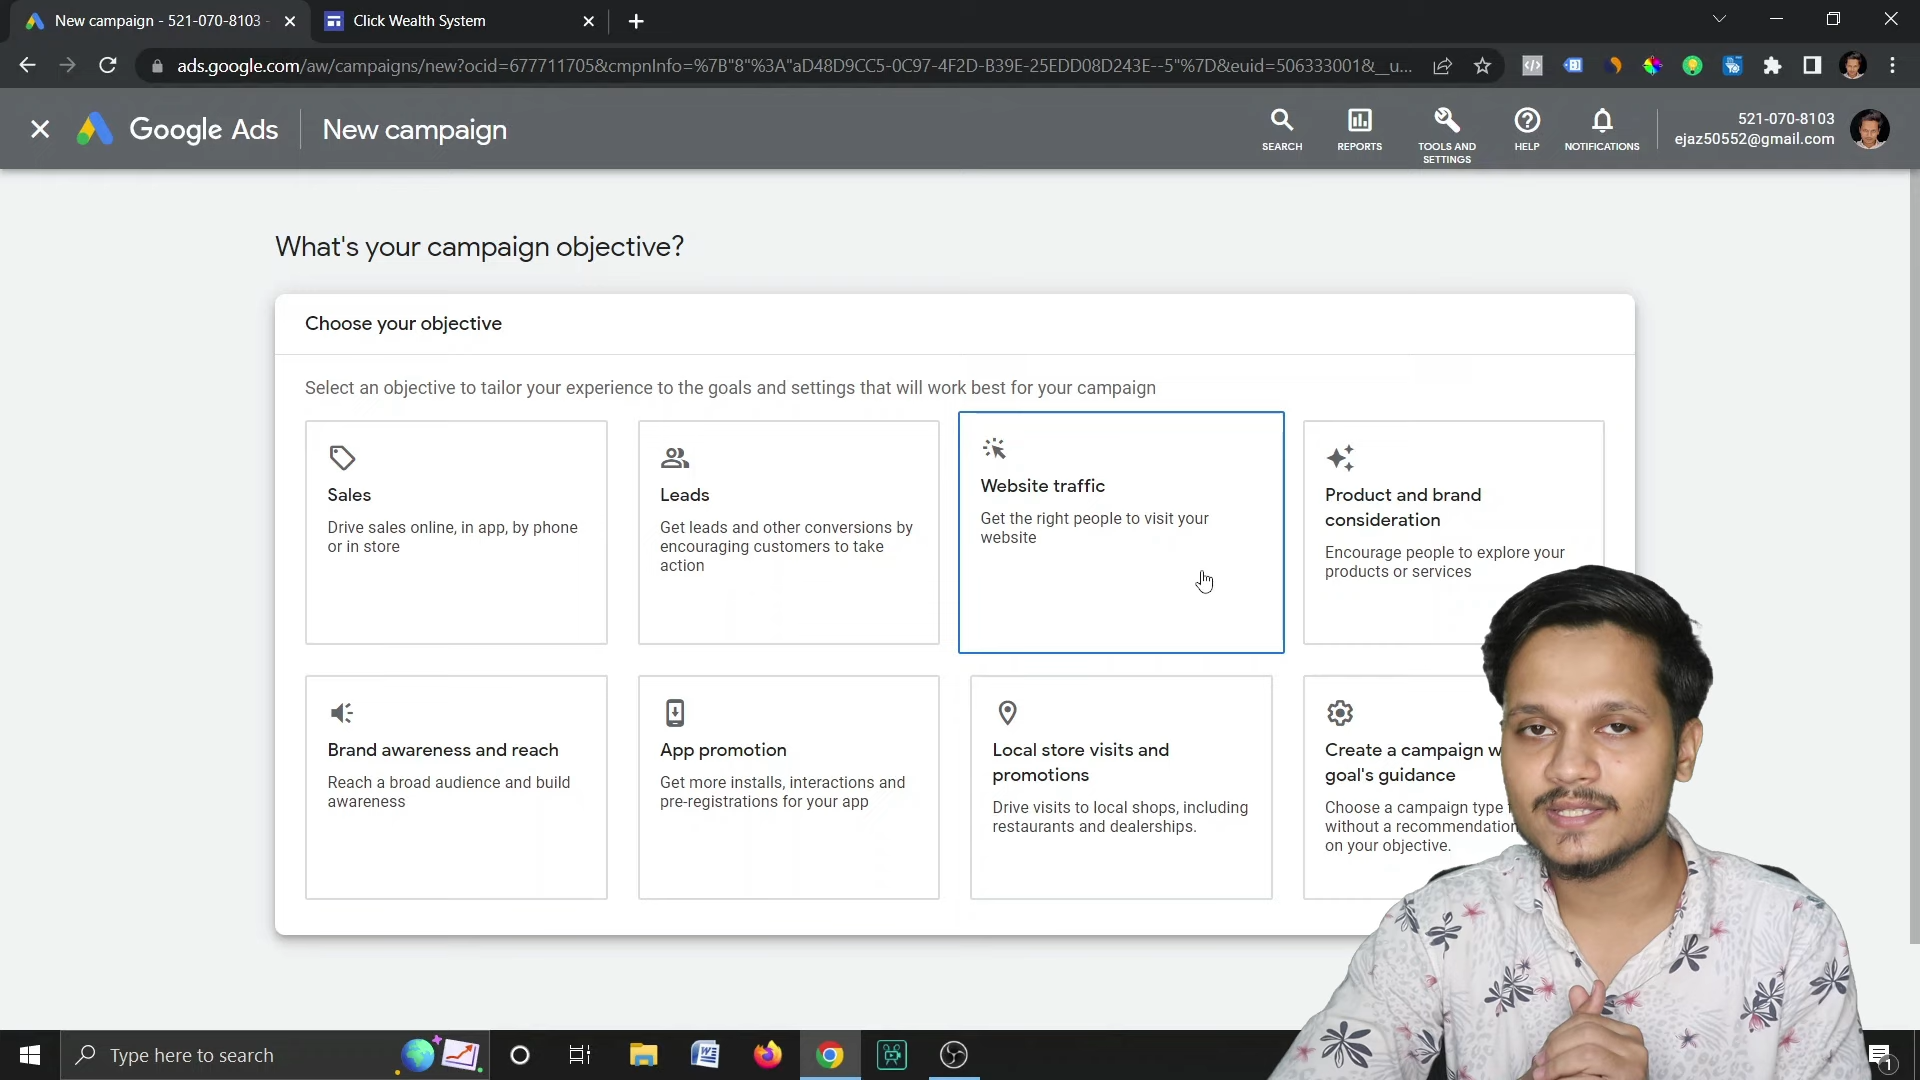 New campaign - 521-070-8103 -
Click Wealth System
ads.google.com/aw/campaigns/new?ocid=677711705&cmpnInfo=%7B"8"%3A"aD48D9CC5-0C97-4F2D-B39E-25EDD08D243E--5"%7D&euid=506333001&__u...
Google Ads
New campaign
SEARCH
REPORTS
TOOLS AND
SETTINGS
HELP
NOTIFICATIONS
521-070-8103
ejaz50552@gmail.com
What's your campaign objective?
Choose your objective
Select an objective to tailor your experience to the goals and settings that will work best for your campaign
Sales
Drive sales online, in app, by phone
or in store
Leads
Get leads and other conversions by
encouraging customers to take
action
Website traffic
Get the right people to visit your
website
Product and brand
consideration
Encourage people to explore your
products or services
Brand awareness and reach
Reach a broad audience and build
awareness
App promotion
Get more installs, interactions and
pre-registrations for your app
Local store visits and
promotions
Drive visits to local shops, including
restaurants and dealerships.
Create a campaign w
goal's guidance
Choose a campaign type
without a recommendation
on your objective.
Type here to search
1